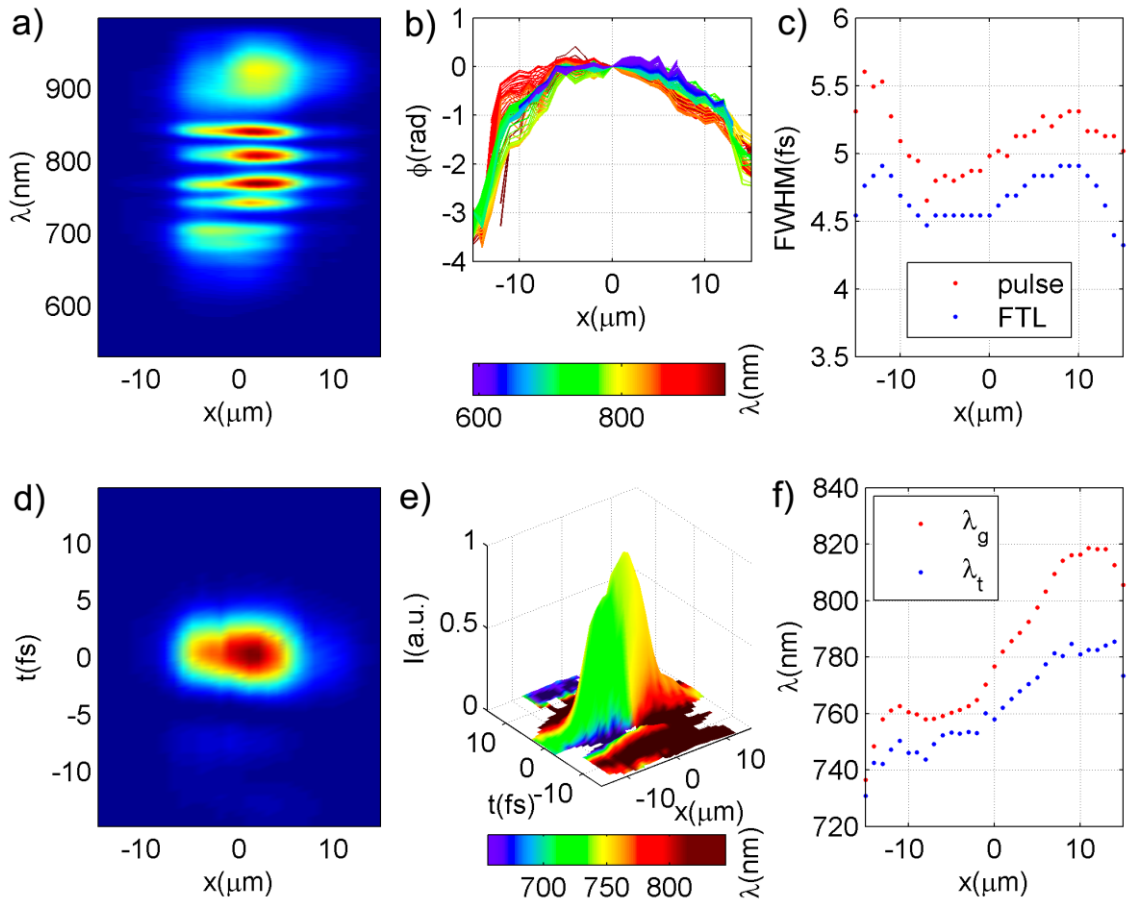 a)
900
800
700
600
λ(nm)
-10
0
10
x(μm)
b)
1
0
-1
-2
-3
-4
ϕ(rad)
-10
0
10
x(μm)
600
800
λ(nm)
c)
6
5.5
5
4.5
4
3.5
FWHM(fs)
pulse
FTL
-10
0
10
x(μm)
d)
10
5
0
-5
-10
t(fs)
-10
0
10
x(μm)
e)
1
0.5
0
I(a.u.)
10
0
-10
t(fs)
-10
0
10
x(μm)
700
750
800
λ(nm)
f)
840
820
800
780
760
740
720
λ(nm)
λ_g
λ_t
-10
0
10
x(μm)